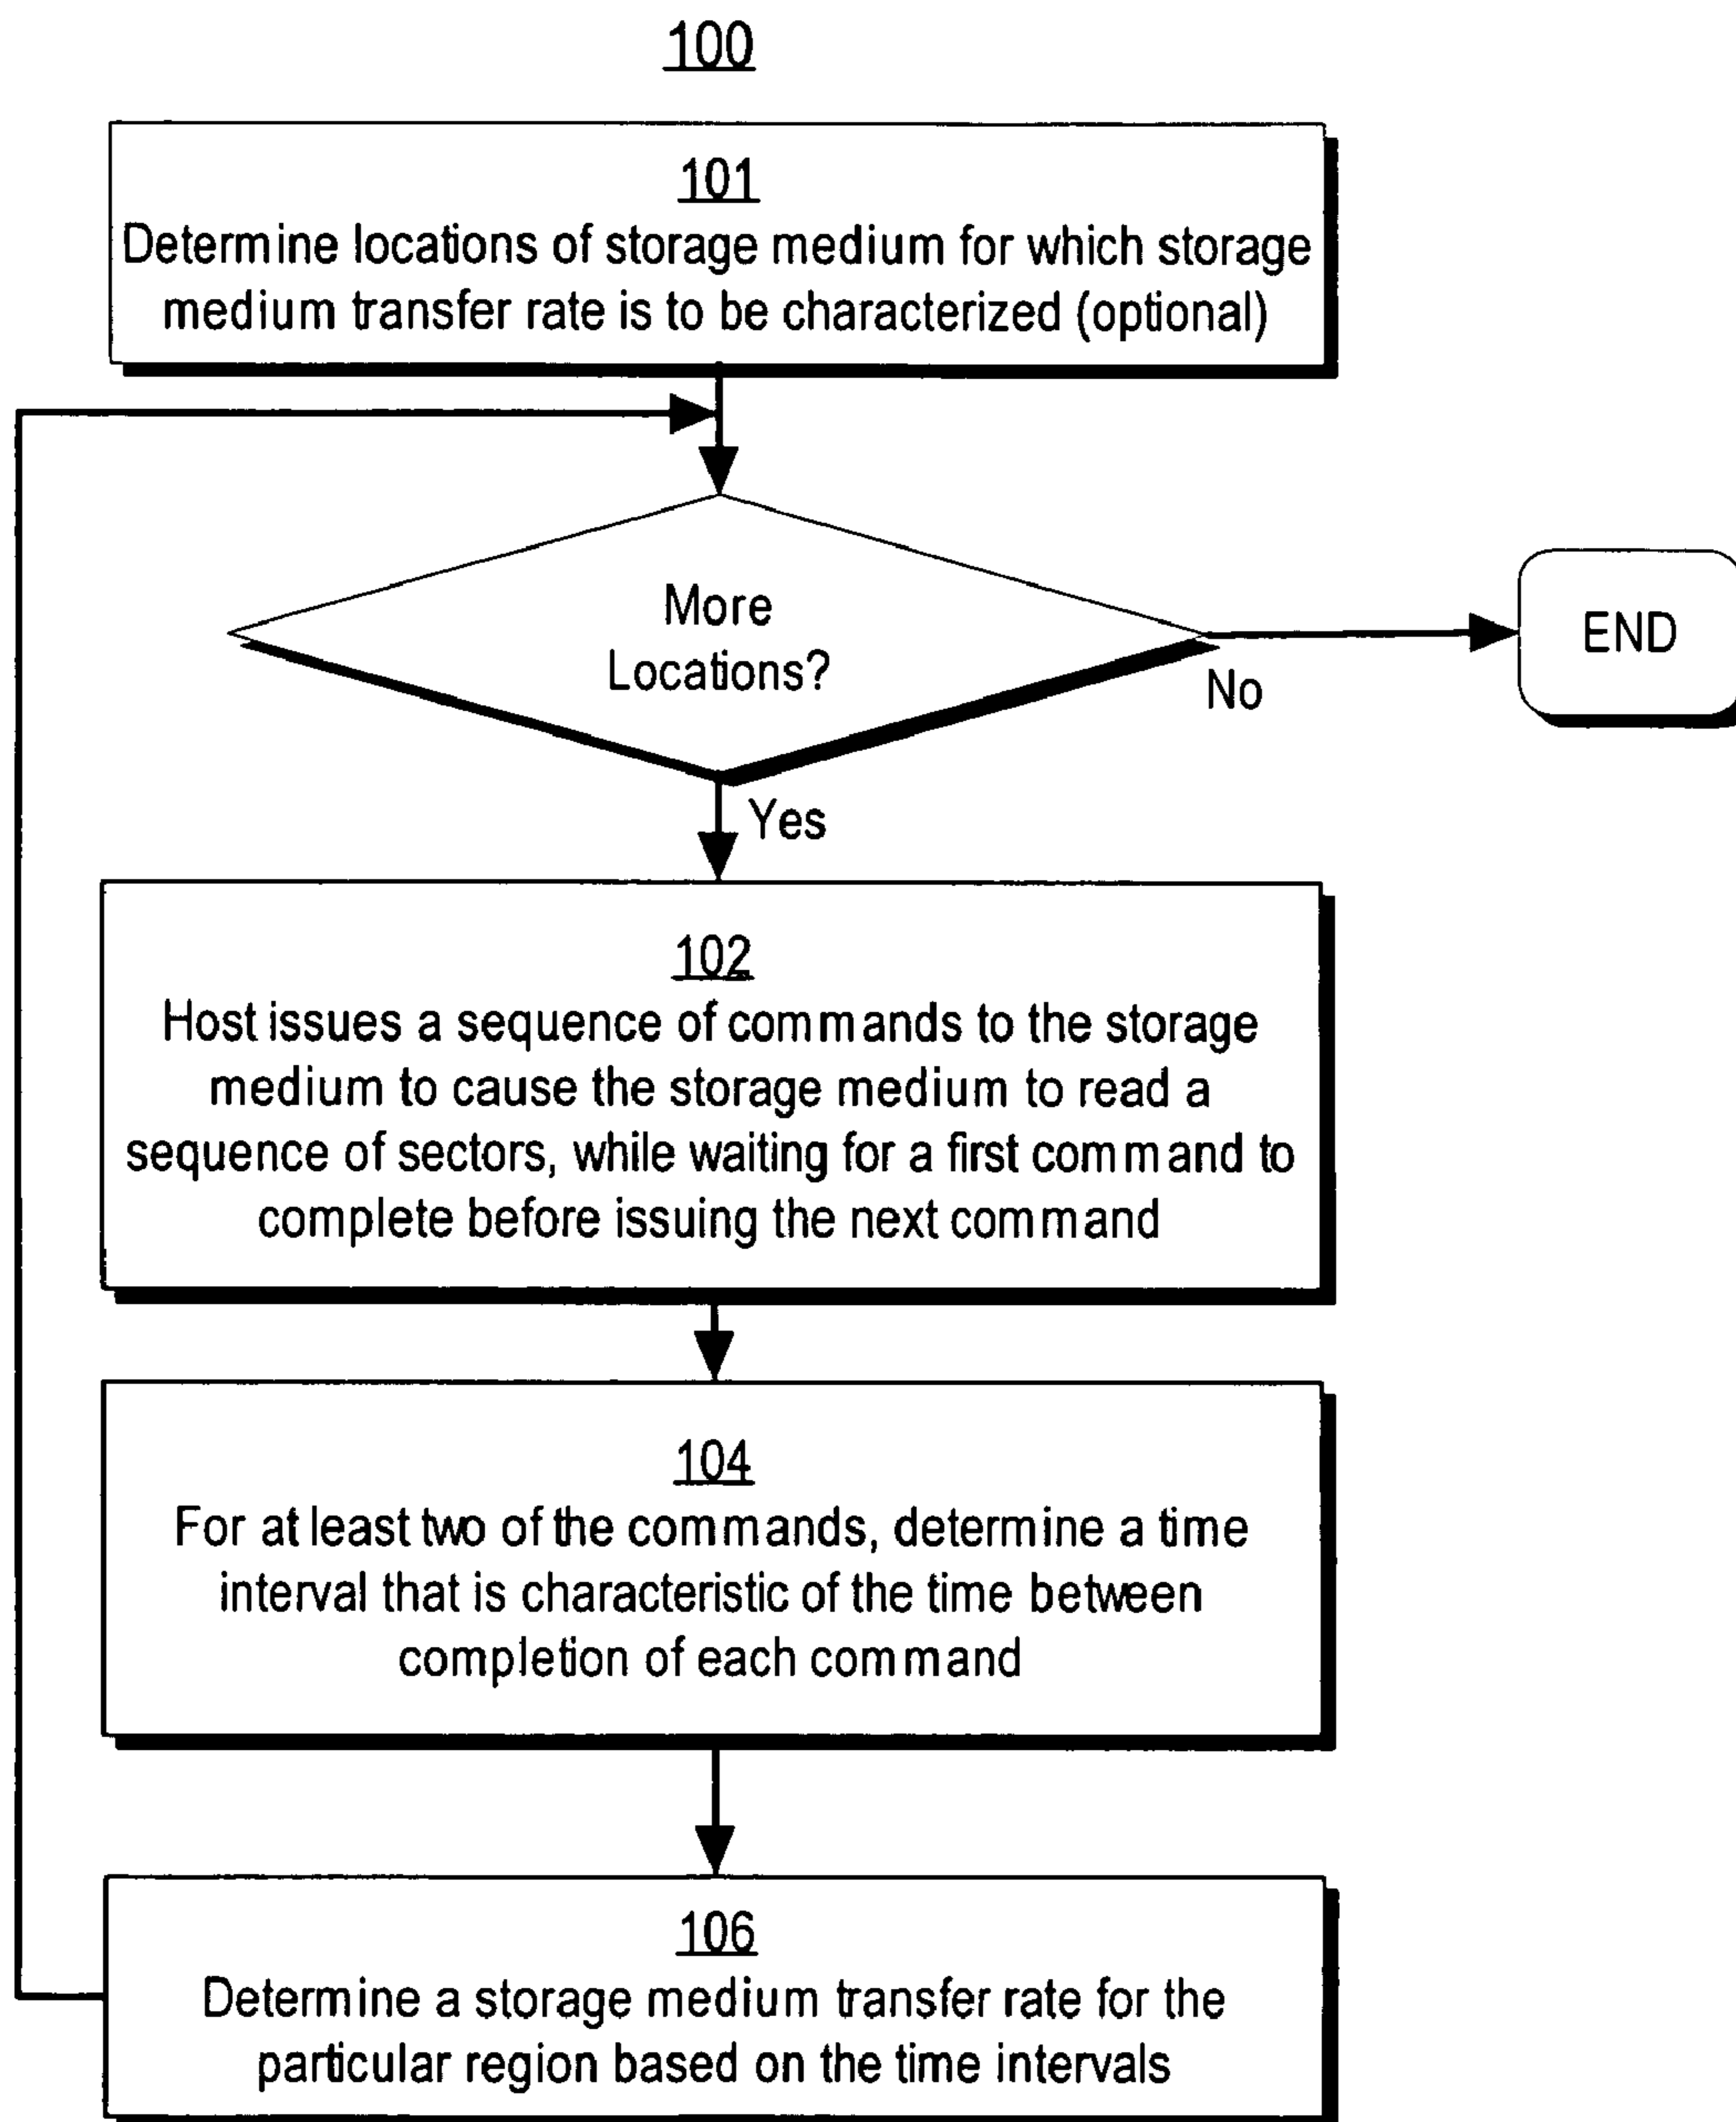 100
101
Determine locations of storage medium for which storage
medium transfer rate is to be characterized (optional)
More
Locations?
No
END
Yes
102
Host issues a sequence of commands to the storage
medium to cause the storage medium to read a
sequence of sectors, while waiting for a first command to
complete before issuing the next command
104
For at least two of the commands, determine a time
interval that is characteristic of the time between
completion of each command
106
Determine a storage medium transfer rate for the
particular region based on the time intervals